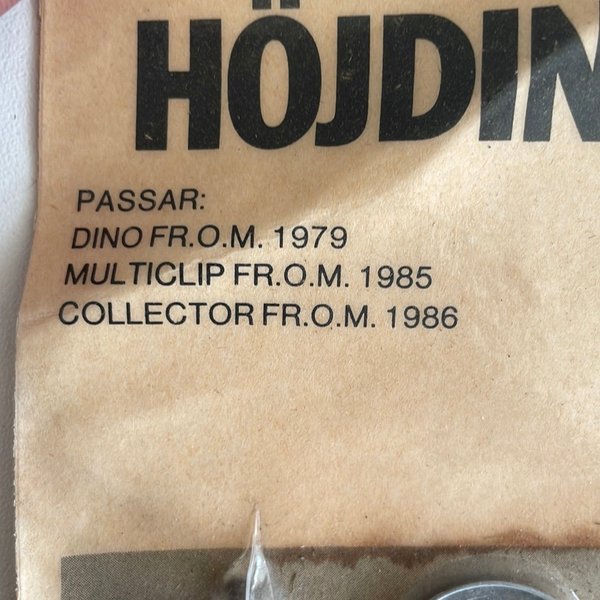 HÖJDIN
PASSAR:
DINO FR.O.M. 1979
MULTICLIP FR.O.M. 1985
COLLECTOR FR.O.M. 1986